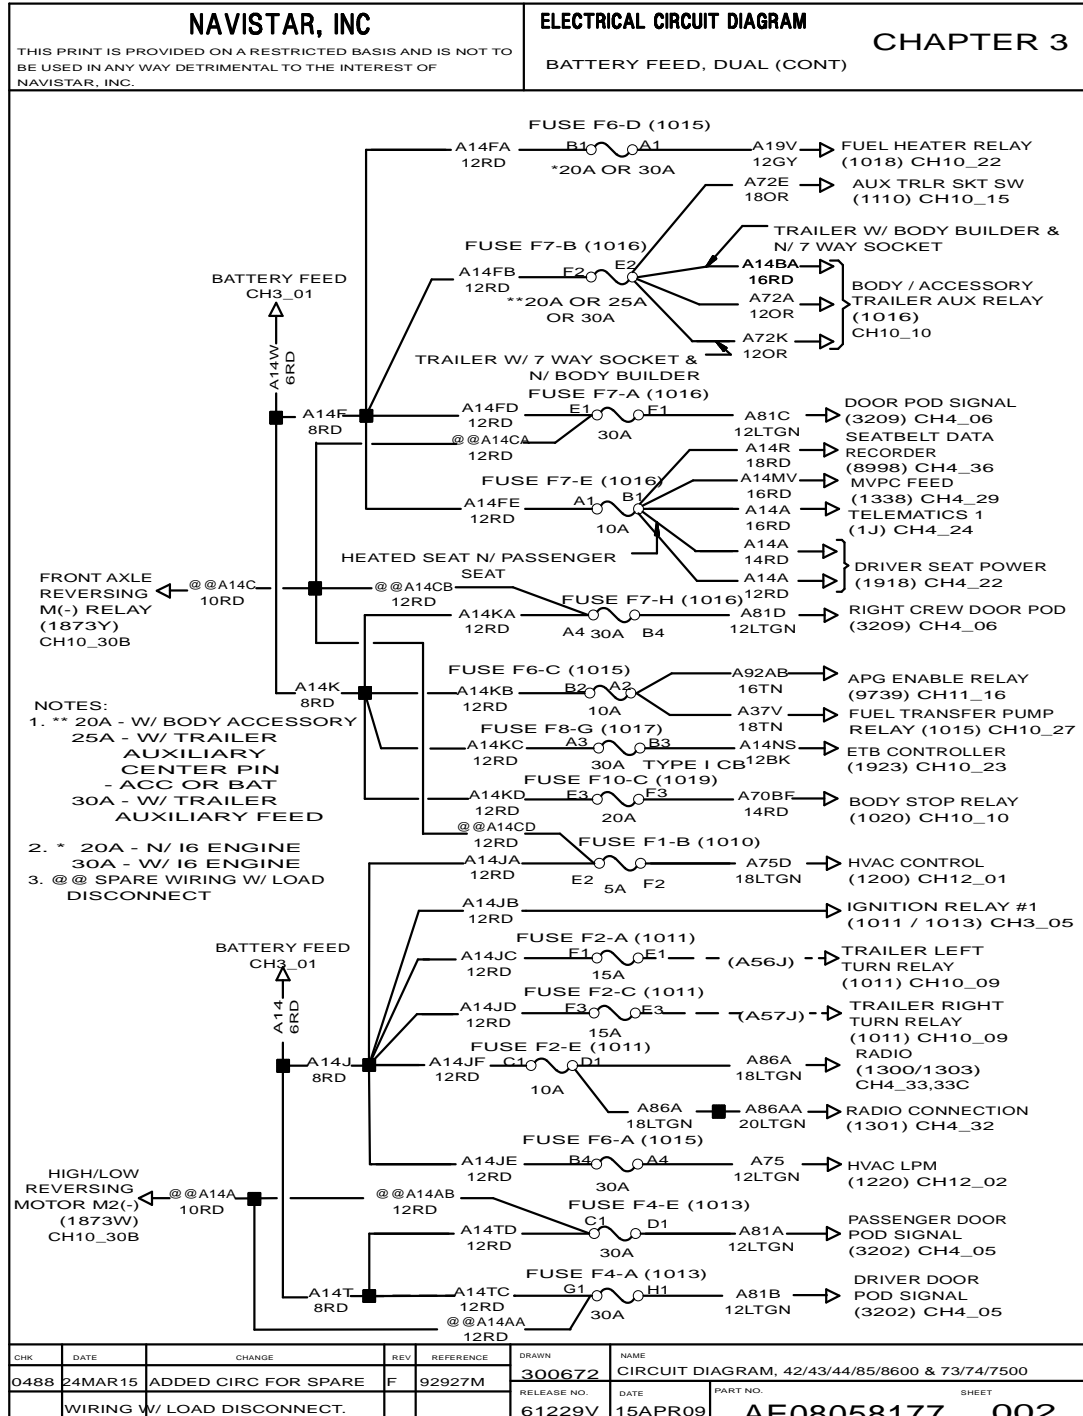 NAVISTAR, INC
THIS PRINT IS PROVIDED ON A RESTRICTED BASIS AND IS NOT TO
BE USED IN ANY WAY DETRIMENTAL TO THE INTEREST OF
NAVISTAR, INC.
ELECTRICAL CIRCUIT DIAGRAM
CHAPTER 3
BATTERY FEED, DUAL (CONT)
FUSE F6-D (1015)
A14FA
12RD
B1
A1
*20A OR 30A
A19V
12GY
FUEL HEATER RELAY
(1018) CH10_22
A72E
18OR
AUX TRLR SKT SW
(1110) CH10_15
TRAILER W/ BODY BUILDER &
N/ 7 WAY SOCKET
FUSE F7-B (1016)
A14FB
12RD
F2
E2
**20A OR 25A
OR 30A
A14BA
16RD
A72A
12OR
A72K
12OR
BODY / ACCESSORY
TRAILER AUX RELAY
(1016)
CH10_10
BATTERY FEED
CH3_01
A14W
6RD
TRAILER W/ 7 WAY SOCKET &
N/ BODY BUILDER
FUSE F7-A (1016)
A14F
8RD
A14FD
12RD
E1
F1
30A
@@A14CA
12RD
A81C
12LTGN
DOOR POD SIGNAL
(3209) CH4_06
A14R
18RD
SEATBELT DATA
RECORDER
(8998) CH4_36
FUSE F7-E (1016)
A14FE
12RD
A1
B1
10A
A14MV
16RD
MVPC FEED
(1338) CH4_29
A14A
16RD
TELEMATICS 1
(1J) CH4_24
A14A
14RD
A14A
12RD
DRIVER SEAT POWER
(1918) CH4_22
HEATED SEAT N/ PASSENGER
SEAT
FRONT AXLE
REVERSING
M(-) RELAY
(1873Y)
CH10_30B
@@A14C
10RD
@@A14CB
12RD
FUSE F7-H (1016)
A14KA
12RD
A4
30A
B4
A81D
12LTGN
RIGHT CREW DOOR POD
(3209) CH4_06
A14K
8RD
FUSE F6-C (1015)
A14KB
12RD
B2
A2
10A
A92AB
16TN
APG ENABLE RELAY
(9739) CH11_16
A37V
18TN
FUEL TRANSFER PUMP
RELAY (1015) CH10_27
FUSE F8-G (1017)
A14KC
12RD
A3
B3
30A TYPE I CB
A14NS
12BK
ETB CONTROLLER
(1923) CH10_23
FUSE F10-C (1019)
A14KD
12RD
E3
F3
20A
A70BF
14RD
BODY STOP RELAY
(1020) CH10_10
NOTES:
1. ** 20A - W/ BODY ACCESSORY
25A - W/ TRAILER
AUXILIARY
CENTER PIN
- ACC OR BAT
30A - W/ TRAILER
AUXILIARY FEED
2. * 20A - N/ I6 ENGINE
30A - W/ I6 ENGINE
3. @@ SPARE WIRING W/ LOAD
DISCONNECT
@@A14CD
12RD
FUSE F1-B (1010)
A14JA
12RD
E2
5A
F2
A75D
18LTGN
HVAC CONTROL
(1200) CH12_01
A14JB
12RD
IGNITION RELAY #1
(1011 / 1013) CH3_05
BATTERY FEED
CH3_01
A14
6RD
FUSE F2-A (1011)
A14JC
12RD
F1
E1
15A
(A56J)
TRAILER LEFT
TURN RELAY
(1011) CH10_09
FUSE F2-C (1011)
A14JD
12RD
F3
E3
15A
(A57J)
TRAILER RIGHT
TURN RELAY
(1011) CH10_09
A14J
8RD
FUSE F2-E (1011)
A14JF
12RD
C1
D1
10A
A86A
18LTGN
RADIO
(1300/1303)
CH4_33,33C
A86A
18LTGN
A86AA
20LTGN
RADIO CONNECTION
(1301) CH4_32
FUSE F6-A (1015)
A14JE
12RD
B4
A4
30A
A75
12LTGN
HVAC LPM
(1220) CH12_02
HIGH/LOW
REVERSING
MOTOR M2(-)
(1873W)
CH10_30B
@@A14A
10RD
@@A14AB
12RD
FUSE F4-E (1013)
A14TD
12RD
C1
D1
30A
A81A
12LTGN
PASSENGER DOOR
POD SIGNAL
(3202) CH4_05
A14T
8RD
FUSE F4-A (1013)
A14TC
12RD
G1
H1
30A
@@A14AA
12RD
A81B
12LTGN
DRIVER DOOR
POD SIGNAL
(3202) CH4_05
CHK DATE CHANGE REV REFERENCE DRAWN NAME
0488 24MAR15 ADDED CIRC FOR SPARE F 92927M 300672 CIRCUIT DIAGRAM, 42/43/44/85/8600 & 73/74/7500
WIRING W/ LOAD DISCONNECT.
RELEASE NO. DATE PART NO. SHEET
61229V 15APR09 AE08058177 002